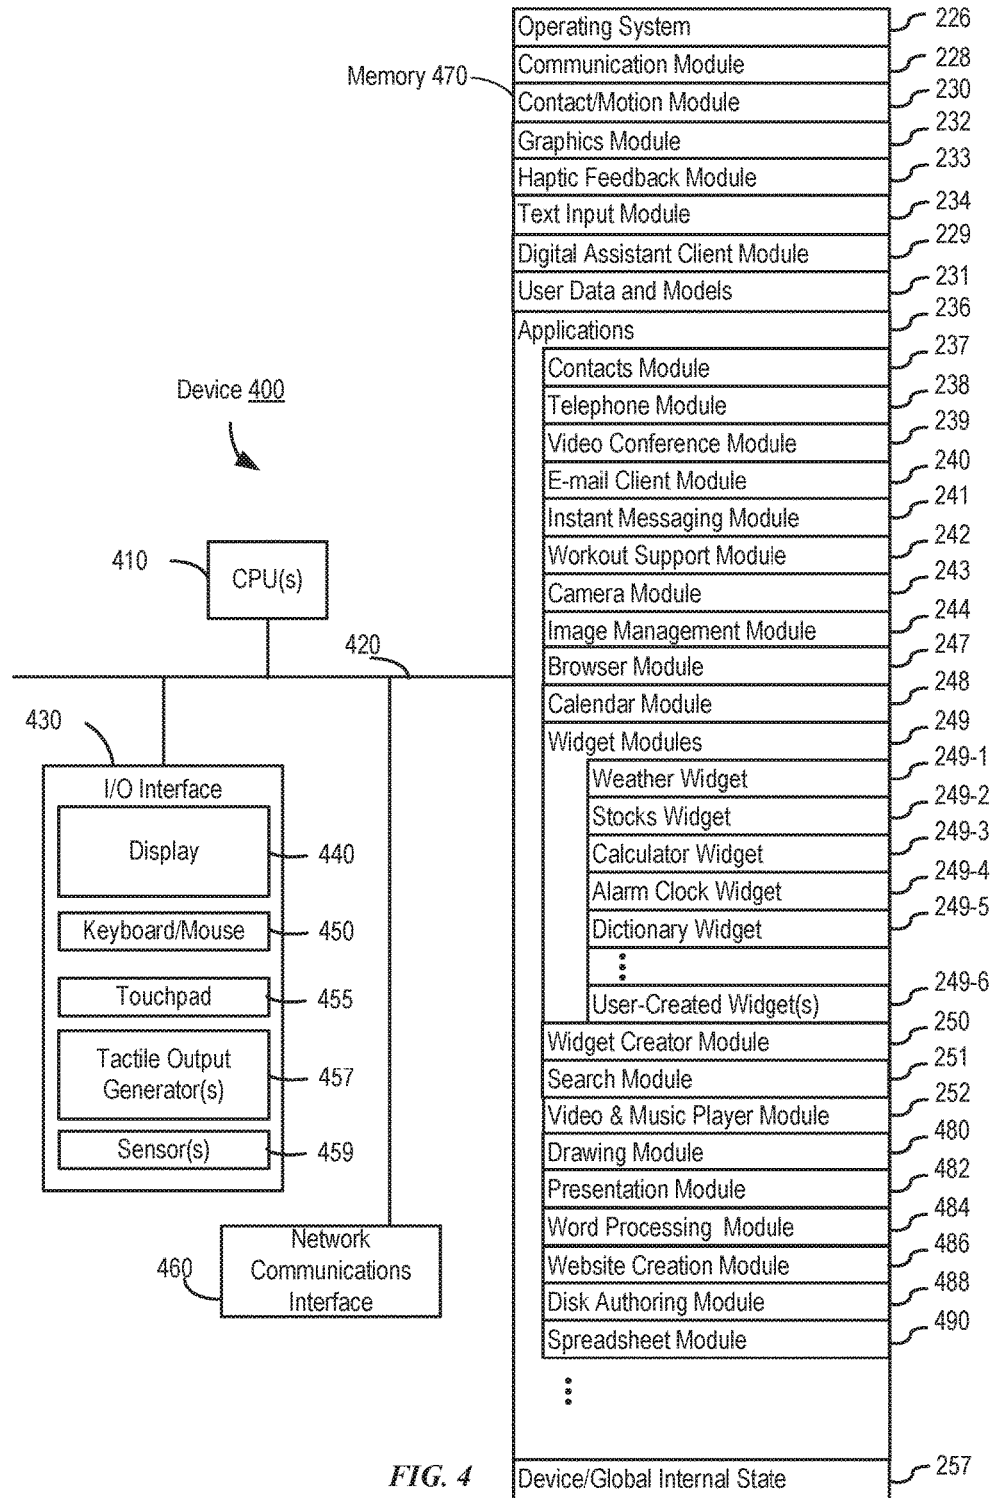 Operating System 226
Communication Module 228
Memory 470
Contact/Motion Module 230
Graphics Module 232
Haptic Feedback Module 233
Text Input Module 234
Digital Assistant Client Module 229
User Data and Models 231
Applications 236
Contacts Module 237
Telephone Module 238
Video Conference Module 239
E-mail Client Module 240
Instant Messaging Module 241
Workout Support Module 242
Camera Module 243
Image Management Module 244
Browser Module 247
Calendar Module 248
Widget Modules 249
Weather Widget 249-1
Stocks Widget 249-2
Calculator Widget 249-3
Alarm Clock Widget 249-4
Dictionary Widget 249-5
User-Created Widget(s) 249-6
Widget Creator Module 250
Search Module 251
Video & Music Player Module 252
Drawing Module 480
Presentation Module 482
Word Processing Module 484
Website Creation Module 486
Disk Authoring Module 488
Spreadsheet Module 490
Device/Global Internal State 257
Device 400
410
CPU(s)
420
430
I/O Interface
Display 440
Keyboard/Mouse 450
Touchpad 455
Tactile Output
Generator(s) 457
Sensor(s) 459
460
Network
Communications
Interface
FIG. 4